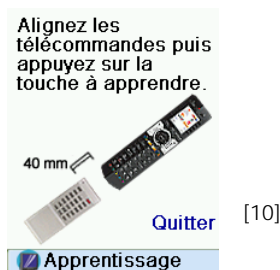 Alignez les
télécommandes puis
appuyez sur la
touche à apprendre.
40 mm
Quitter
[10]
Apprentissage